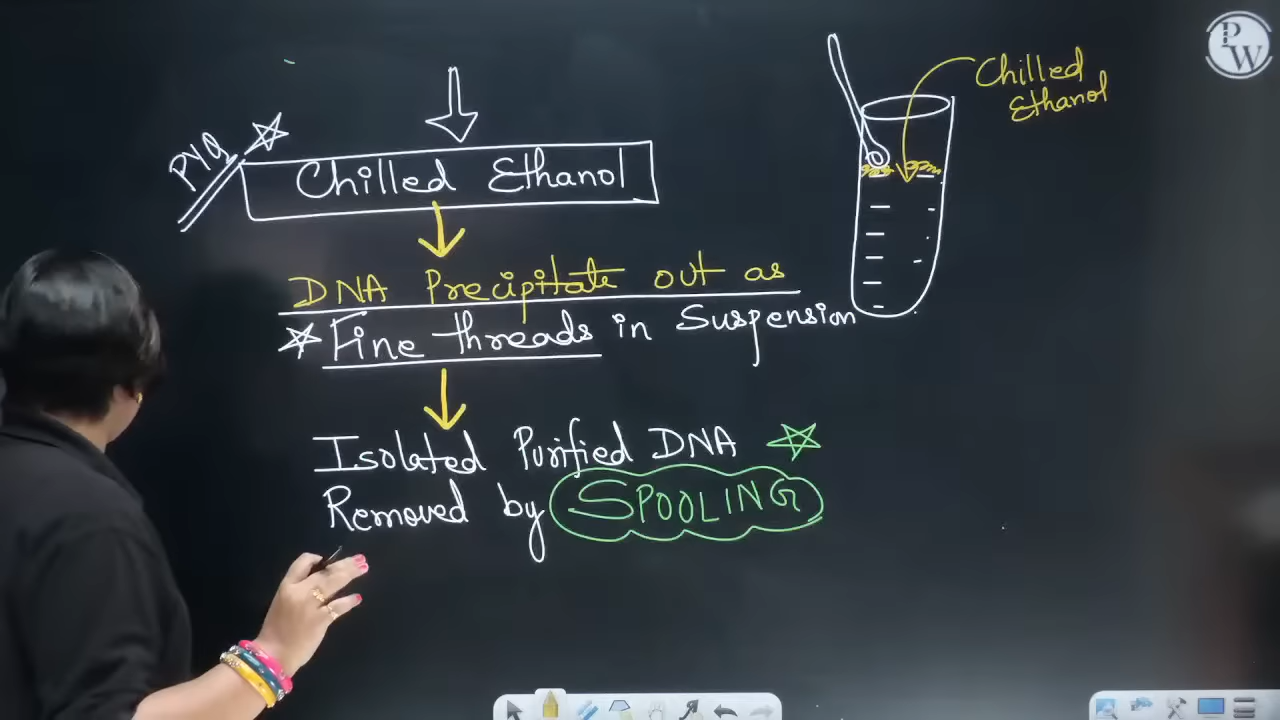 PYQ
Chilled Ethanol
DNA Precipitate out as
Fine threads in Suspension
Isolated Purified DNA
Removed by SPOOLING
Chilled
Ethanol
PW